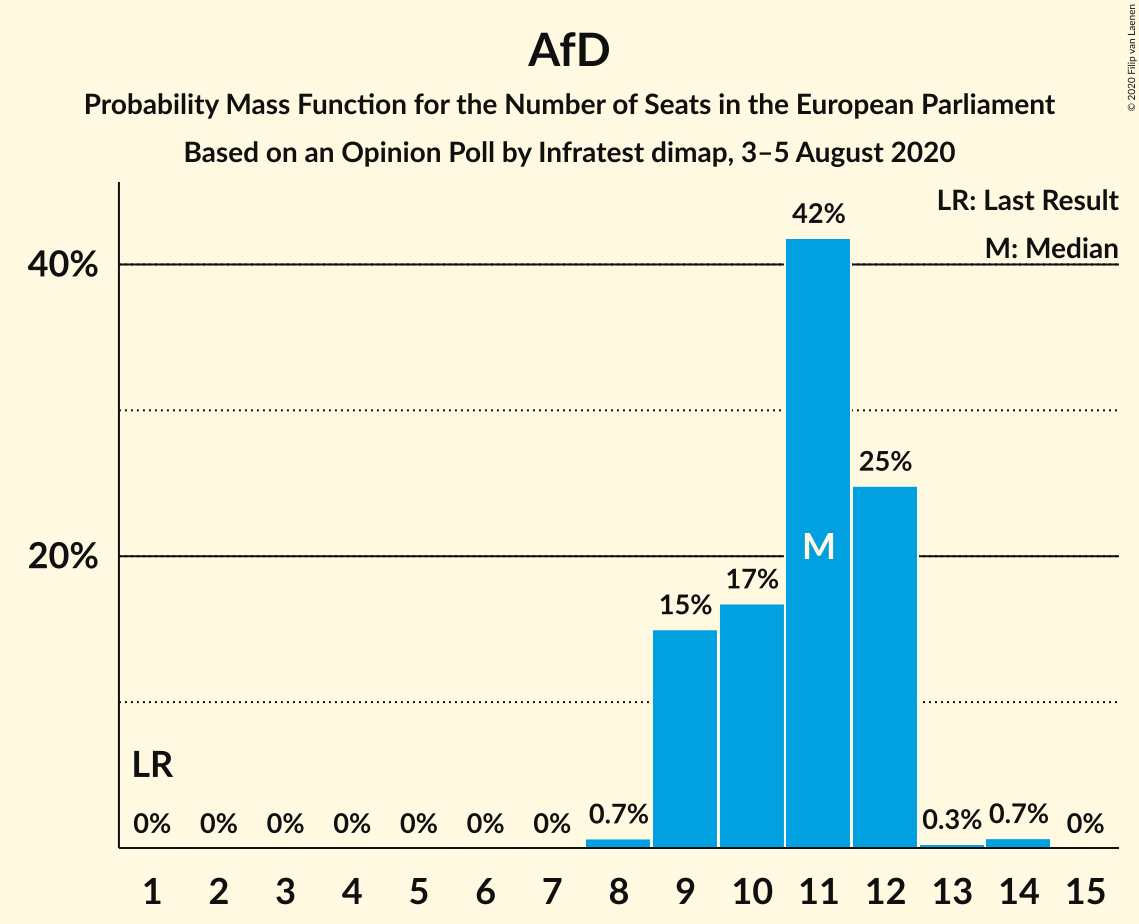 AfD
Probability Mass Function for the Number of Seats in the European Parliament
Based on an Opinion Poll by Infratest dimap, 3–5 August 2020
© 2020 Filip van Laenen
LR: Last Result
M: Median
40%
20%
42%
25%
M
17%
15%
LR
0% 0% 0% 0% 0% 0% 0% 0.7% 0.3% 0.7% 0%
1 2 3 4 5 6 7 8 9 10 11 12 13 14 15